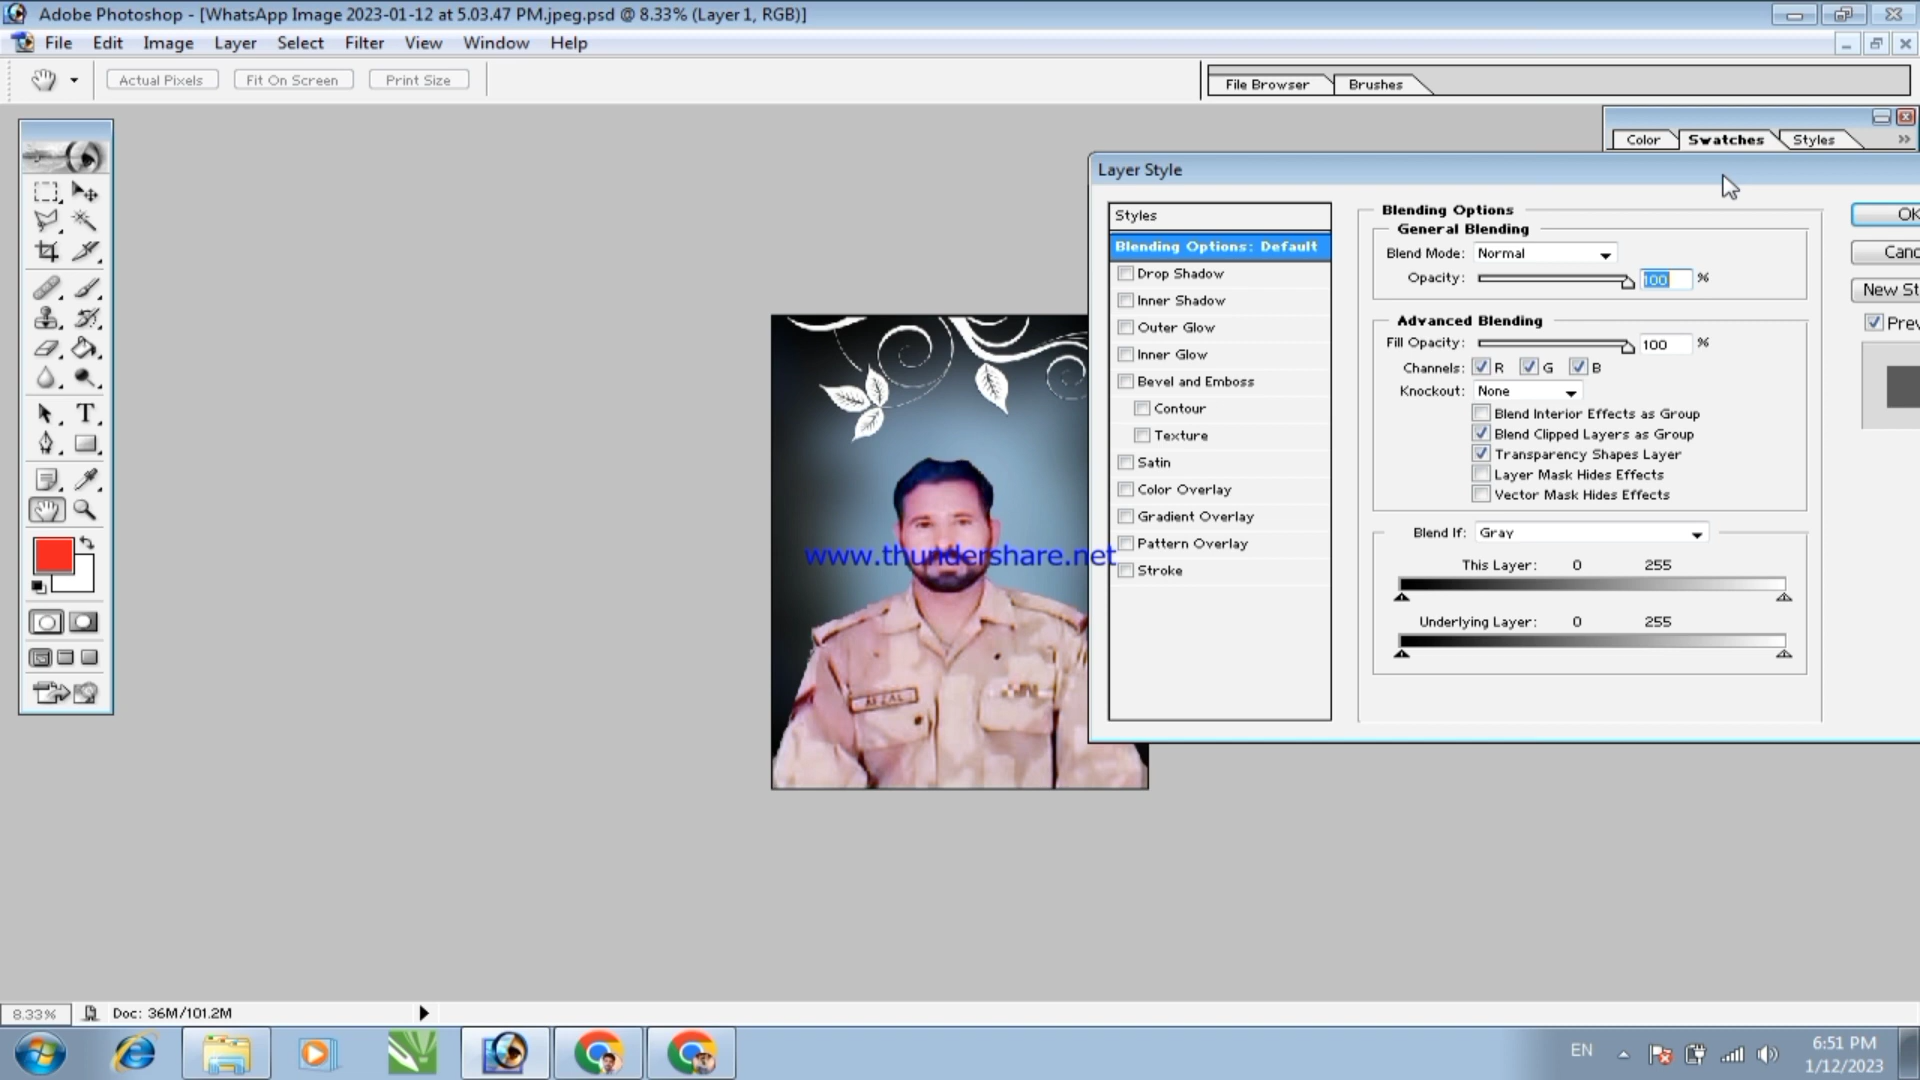 Adobe Photoshop - [WhatsApp Image 2023-01-12 at 5.03.47 PM.jpeg.psd @ 8.33% (Layer 1, RGB)]
File Edit Image Layer Select Filter View Window Help
Actual Pixels Fit On Screen Print Size
File Browser Brushes
Color Swatches Styles
Layer Style
Styles
Blending Options: Default
Drop Shadow
Inner Shadow
Outer Glow
Inner Glow
Bevel and Emboss
Contour
Texture
Satin
Color Overlay
Gradient Overlay
Pattern Overlay
Stroke
Blending Options
General Blending
Blend Mode: Normal
Opacity: 100 %
Advanced Blending
Fill Opacity: 100 %
Channels: R G B
Knockout: None
Blend Interior Effects as Group
Blend Clipped Layers as Group
Transparency Shapes Layer
Layer Mask Hides Effects
Vector Mask Hides Effects
Blend If: Gray
This Layer: 0 255
Underlying Layer: 0 255
OK
Canc
New St
Prev
www.thundershare.net
AFZAL
8.33% Doc: 36M/101.2M
EN
6:51 PM
1/12/2023